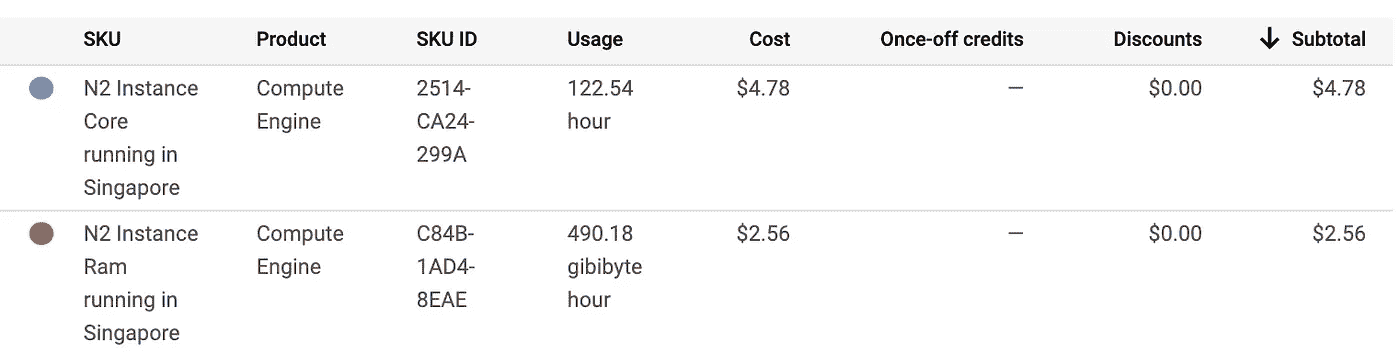 SKU Product SKU ID Usage Cost Once-off credits Discounts ↓ Subtotal
N2 Instance Compute 2514- 122.54 $4.78 — $0.00 $4.78
Core Engine CA24- hour
running in 299A
Singapore
N2 Instance Compute C84B- 490.18 $2.56 — $0.00 $2.56
Ram Engine 1AD4- gibibyte
running in 8EAE hour
Singapore